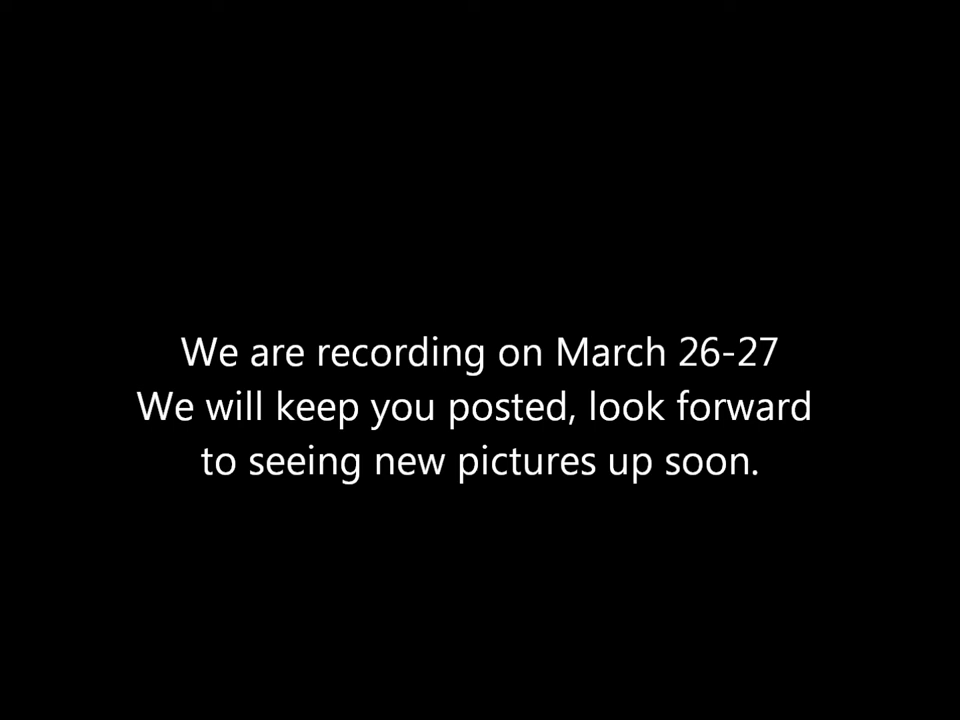 We are recording on March 26-27
We will keep you posted, look forward
to seeing new pictures up soon.